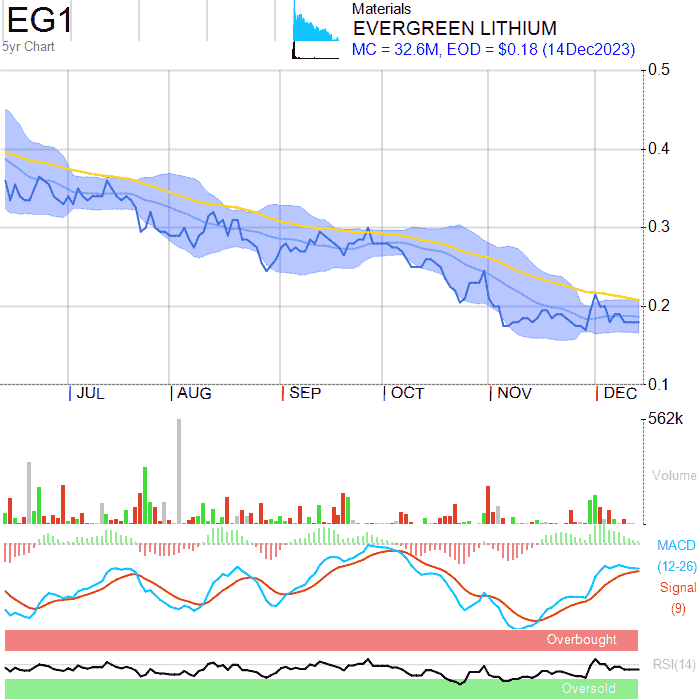 EG1
5yr Chart
Materials
EVERGREEN LITHIUM
MC = 32.6M, EOD = $0.18 (14Dec2023)
0.5
0.4
0.3
0.2
0.1
JUL
AUG
SEP
OCT
NOV
DEC
562k
Volume
MACD
(12-26)
Signal
(9)
Overbought
RSI(14)
Oversold